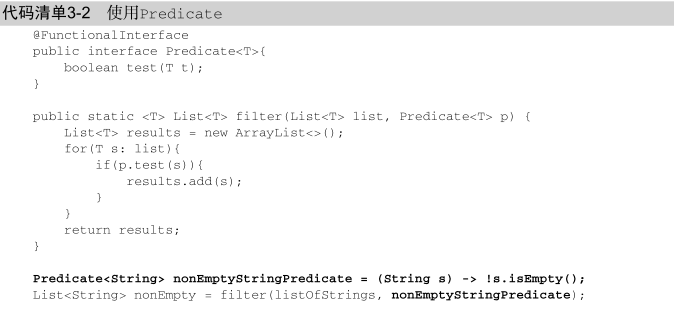 代码清单3-2 使用Predicate
@FunctionalInterface
public interface Predicate<T>{
    boolean test(T t);
}

public static <T> List<T> filter(List<T> list, Predicate<T> p) {
    List<T> results = new ArrayList<>();
    for(T s: list){
        if(p.test(s)){
            results.add(s);
        }
    }
    return results;
}

Predicate<String> nonEmptyStringPredicate = (String s) -> !s.isEmpty();
List<String> nonEmpty = filter(listOfStrings, nonEmptyStringPredicate);